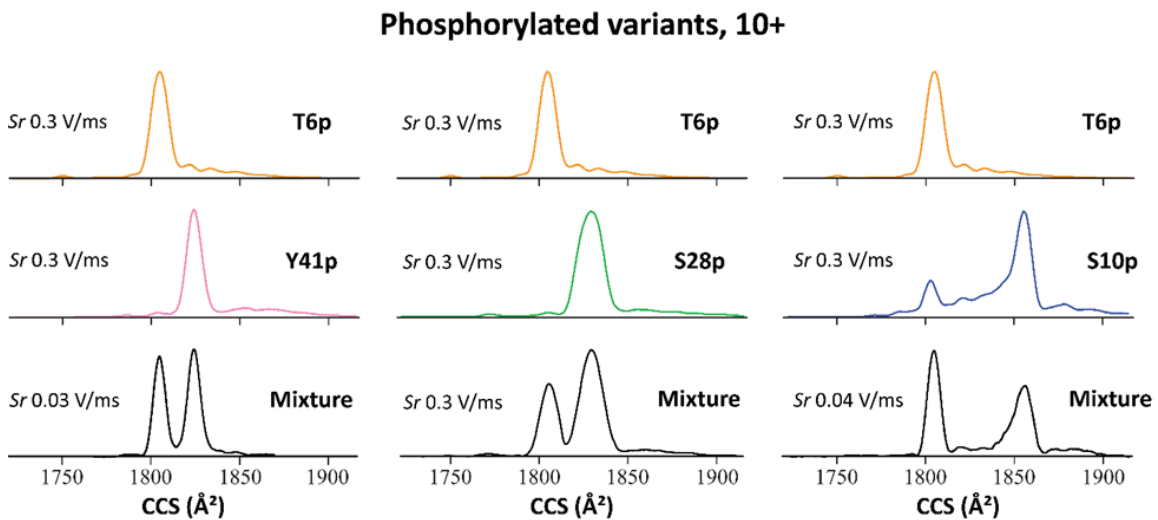 Phosphorylated variants, 10+
Sr 0.3 V/ms T6p Sr 0.3 V/ms T6p Sr 0.3 V/ms T6p
Sr 0.3 V/ms Y41p Sr 0.3 V/ms S28p Sr 0.3 V/ms S10p
Sr 0.03 V/ms Mixture Sr 0.3 V/ms Mixture Sr 0.04 V/ms Mixture
1750 1800 1850 1900 1750 1800 1850 1900 1750 1800 1850 1900
CCS (Å²) CCS (Å²) CCS (Å²)